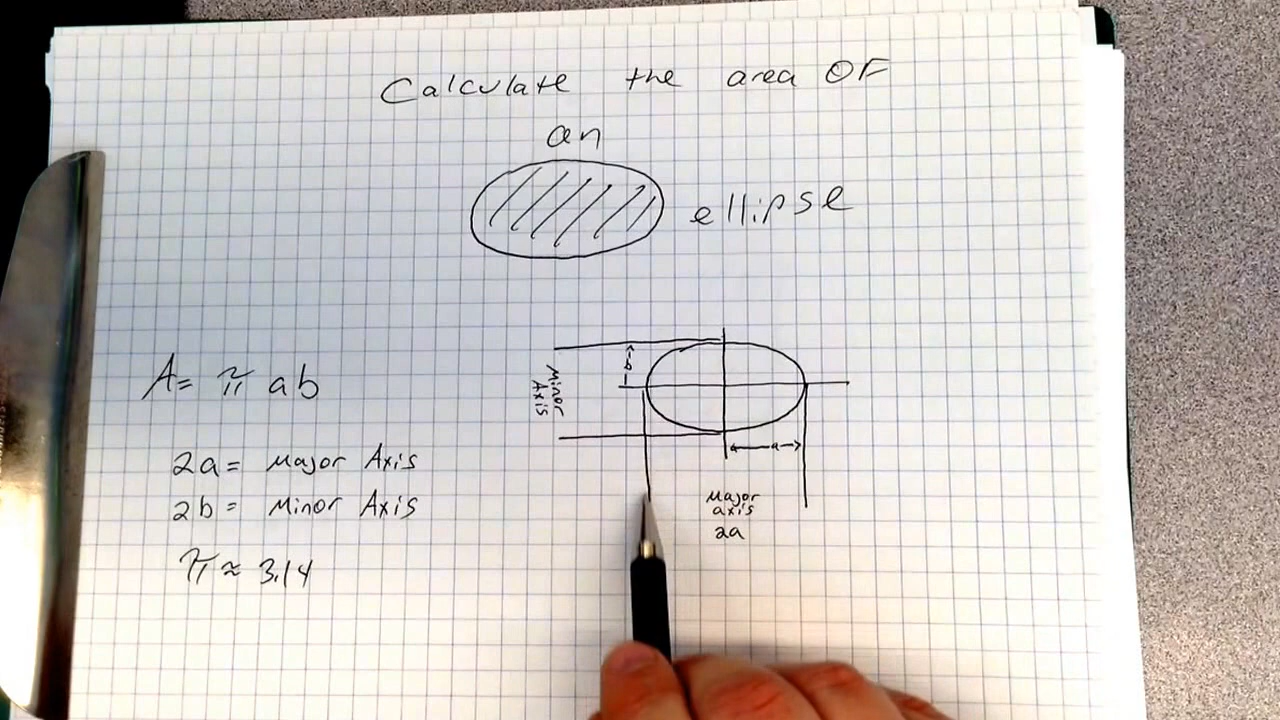 Calculate the area OF
an
ellipse
A = π ab
2a = Major Axis
2b = Minor Axis
π ≈ 3.14
Minor
Axis
b
a
Major
axis
2a